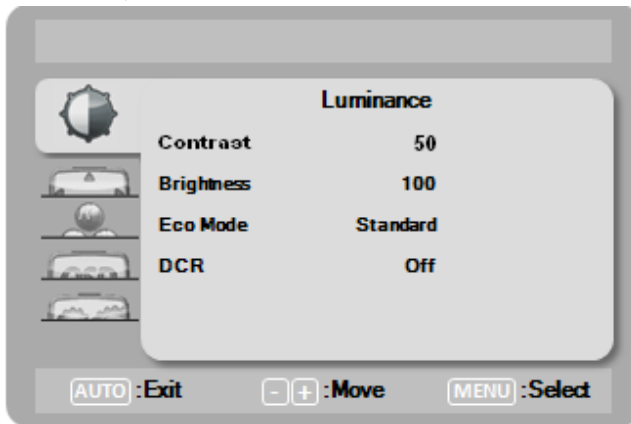 Luminance
Contrast 50
Brightness 100
Eco Mode Standard
DCR Off
AUTO :Exit - + :Move MENU :Select